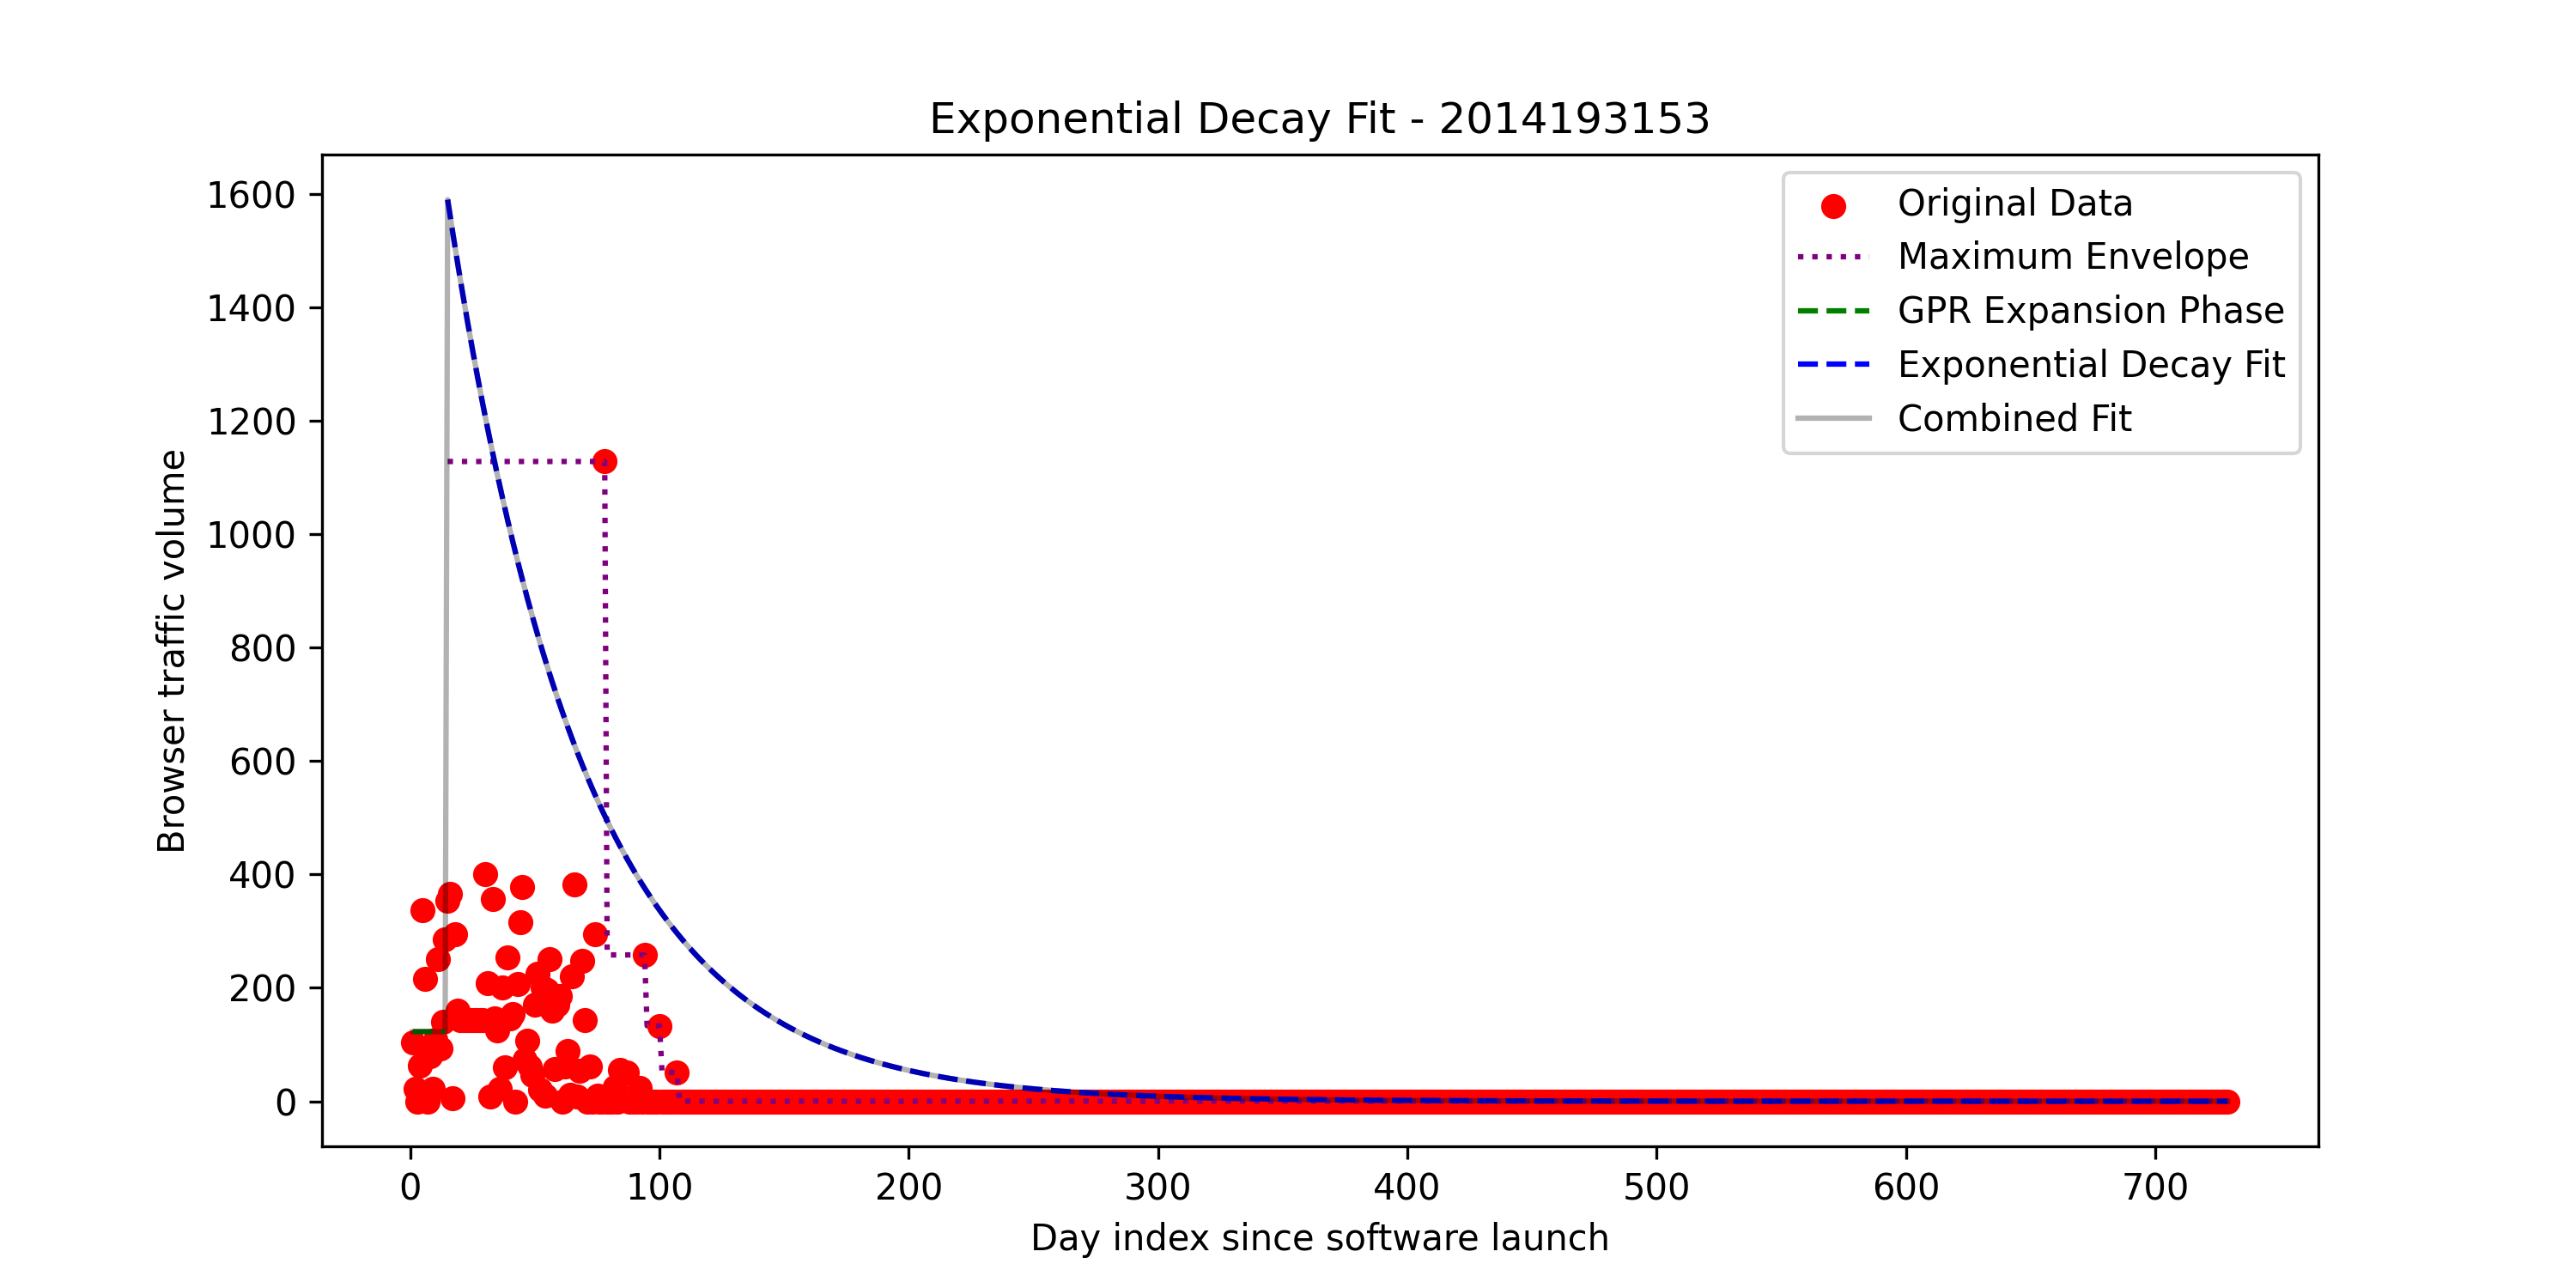 Exponential Decay Fit - 2014193153
1600
1400
1200
1000
800
600
400
200
0
Browser traffic volume
Original Data
Maximum Envelope
GPR Expansion Phase
Exponential Decay Fit
Combined Fit
0 100 200 300 400 500 600 700
Day index since software launch